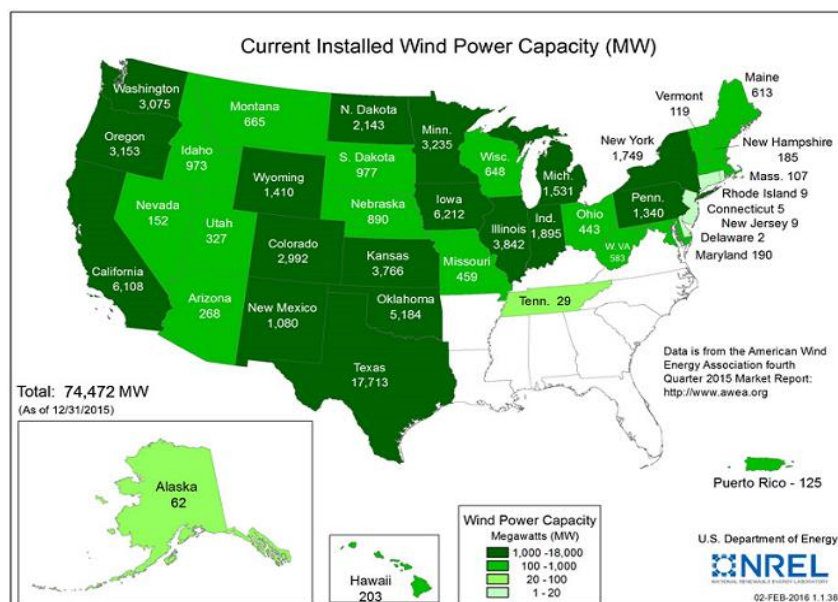 Current Installed Wind Power Capacity (MW)
Washington
3,075
Oregon
3,153
California
6,108
Nevada
152
Idaho
973
Montana
665
Wyoming
1,410
Utah
327
Colorado
2,992
Arizona
268
New Mexico
1,080
N. Dakota
2,143
S. Dakota
977
Nebraska
890
Kansas
3,766
Oklahoma
5,184
Texas
17,713
Minn.
3,235
Iowa
6,212
Missouri
459
Wisc.
648
Illinois
3,842
Mich.
1,531
Ind.
1,895
Ohio
443
W. VA
583
Tenn. 29
Penn.
1,340
New York
1,749
Vermont
119
Maine
613
New Hampshire
185
Mass. 107
Rhode Island 9
Connecticut 5
New Jersey 9
Delaware 2
Maryland 190
Data is from the American Wind
Energy Association fourth
Quarter 2015 Market Report:
http://www.awea.org
Total: 74,472 MW
(As of 12/31/2015)
Alaska
62
Hawaii
203
Puerto Rico - 125
Wind Power Capacity
Megawatts (MW)
1,000 -18,000
100 -1,000
20 - 100
1 - 20
U.S. Department of Energy
NREL
NATIONAL RENEWABLE ENERGY LABORATORY
02-FEB-2016 1.1.38